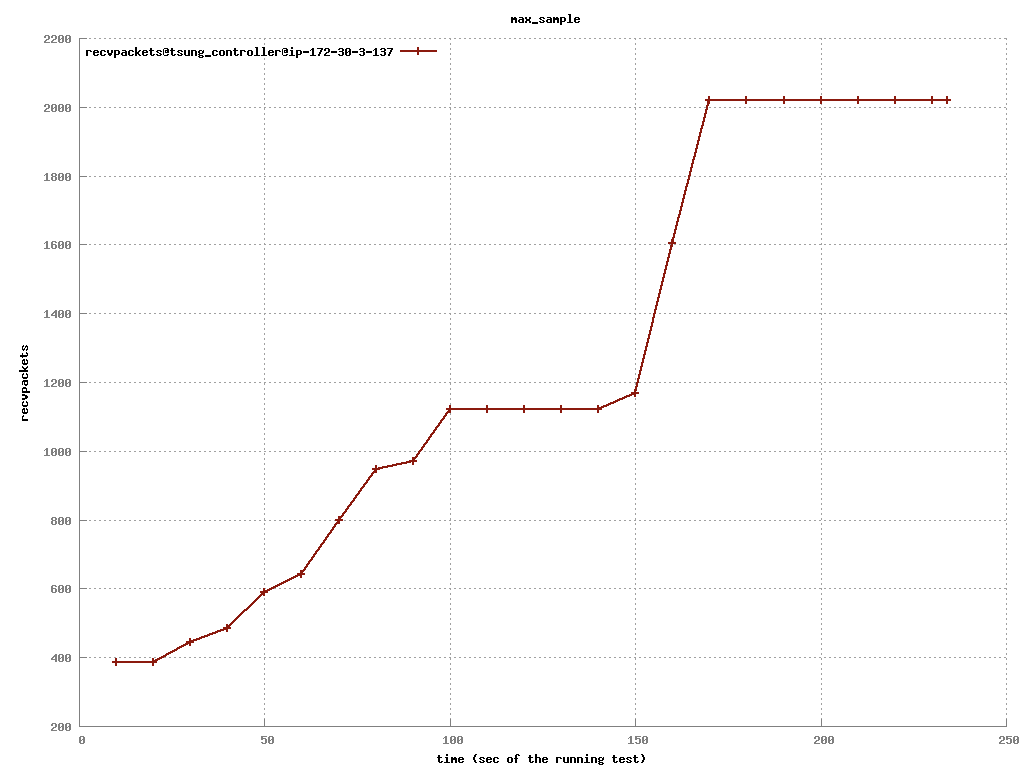 max_sample
2200
recvpackets@tsung_controller@ip-172-30-3-137
2000
1800
1600
1400
1200
recvpackets
1000
800
600
400
200
0 50 100 150 200 250
time (sec of the running test)